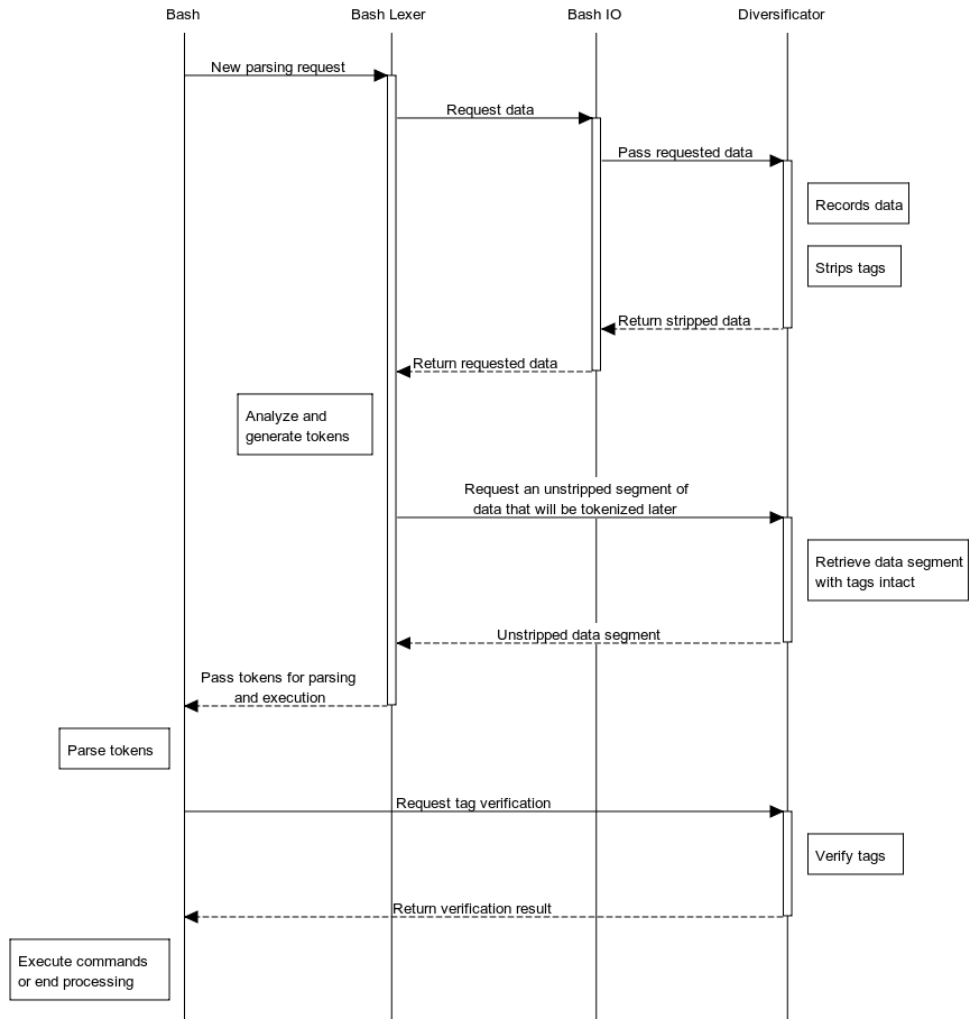 Bash
Bash Lexer
Bash IO
Diversificator
New parsing request
Request data
Pass requested data
Records data
Strips tags
Return stripped data
Return requested data
Analyze and
generate tokens
Request an unstripped segment of
data that will be tokenized later
Retrieve data segment
with tags intact
Unstripped data segment
Pass tokens for parsing
and execution
Parse tokens
Request tag verification
Verify tags
Return verification result
Execute commands
or end processing